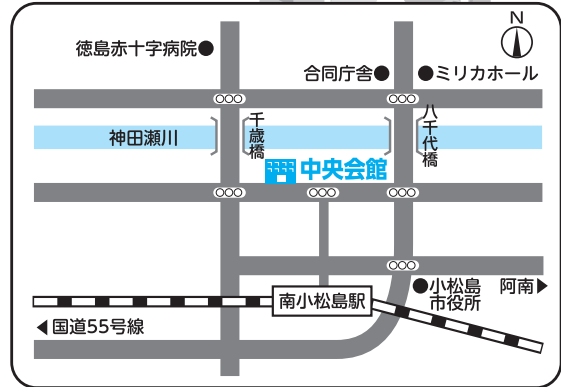 N
徳島赤十字病院
合同庁舎
ミリカホール
千歳橋
八千代橋
神田瀬川
中央会館
南小松島駅
小松島
市役所
阿南
国道55号線